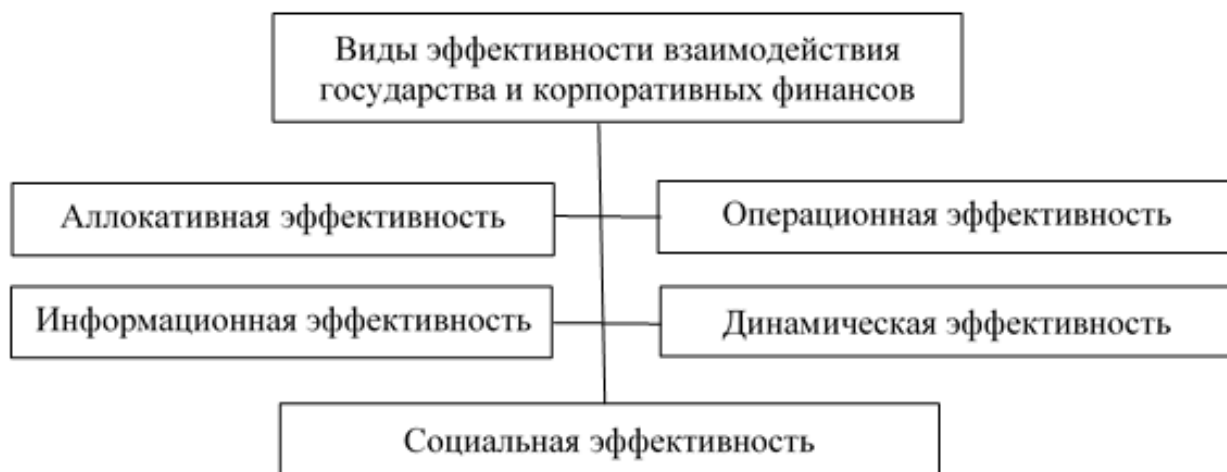 Виды эффективности взаимодействия
государства и корпоративных финансов
Аллокативная эффективность
Операционная эффективность
Информационная эффективность
Динамическая эффективность
Социальная эффективность